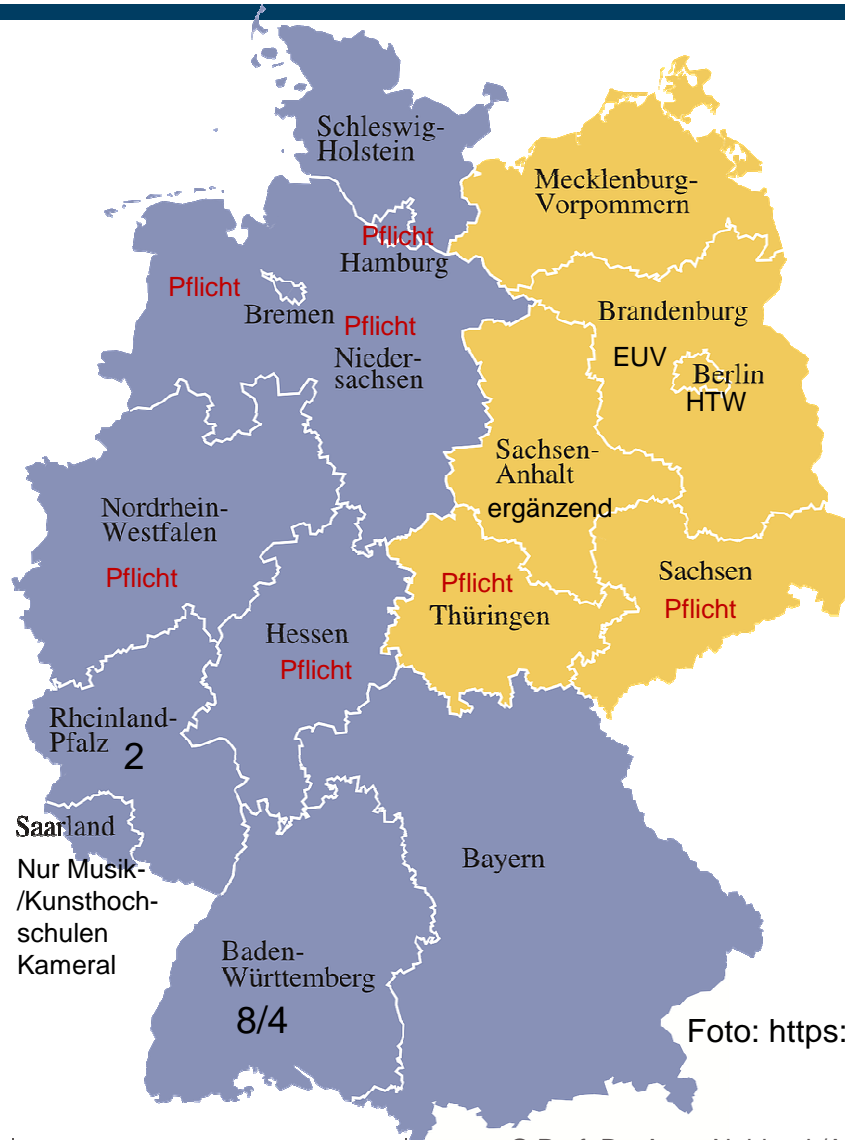 Schleswig-
Holstein
Mecklenburg-
Vorpommern
Pflicht
Hamburg
Pflicht
Bremen
Pflicht
Nieder-
sachsen
Brandenburg
EUV
Berlin
HTW
Sachsen-
Anhalt
ergänzend
Nordrhein-
Westfalen
Pflicht
Pflicht
Thüringen
Sachsen
Pflicht
Hessen
Pflicht
Rheinland-
Pfalz 2
Saarland
Nur Musik-
/Kunsthoch-
schulen
Kameral
Bayern
Baden-
Württemberg
8/4
Foto: https: